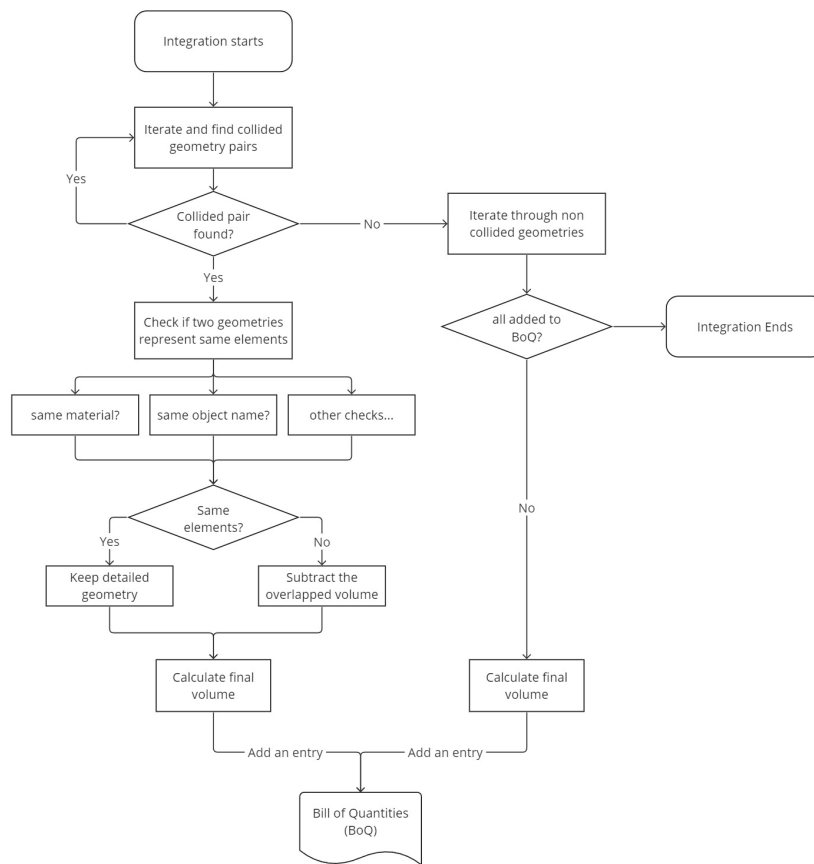 Integration starts
Iterate and find collided
geometry pairs
Yes
Collided pair
found?
No
Iterate through non
collided geometries
Yes
Check if two geometries
represent same elements
all added to
BoQ?
Integration Ends
same material?
same object name?
other checks...
Same
elements?
No
Yes
No
Keep detailed
geometry
Subtract the
overlapped volume
Calculate final
volume
Calculate final
volume
Add an entry
Add an entry
Bill of Quantities
(BoQ)